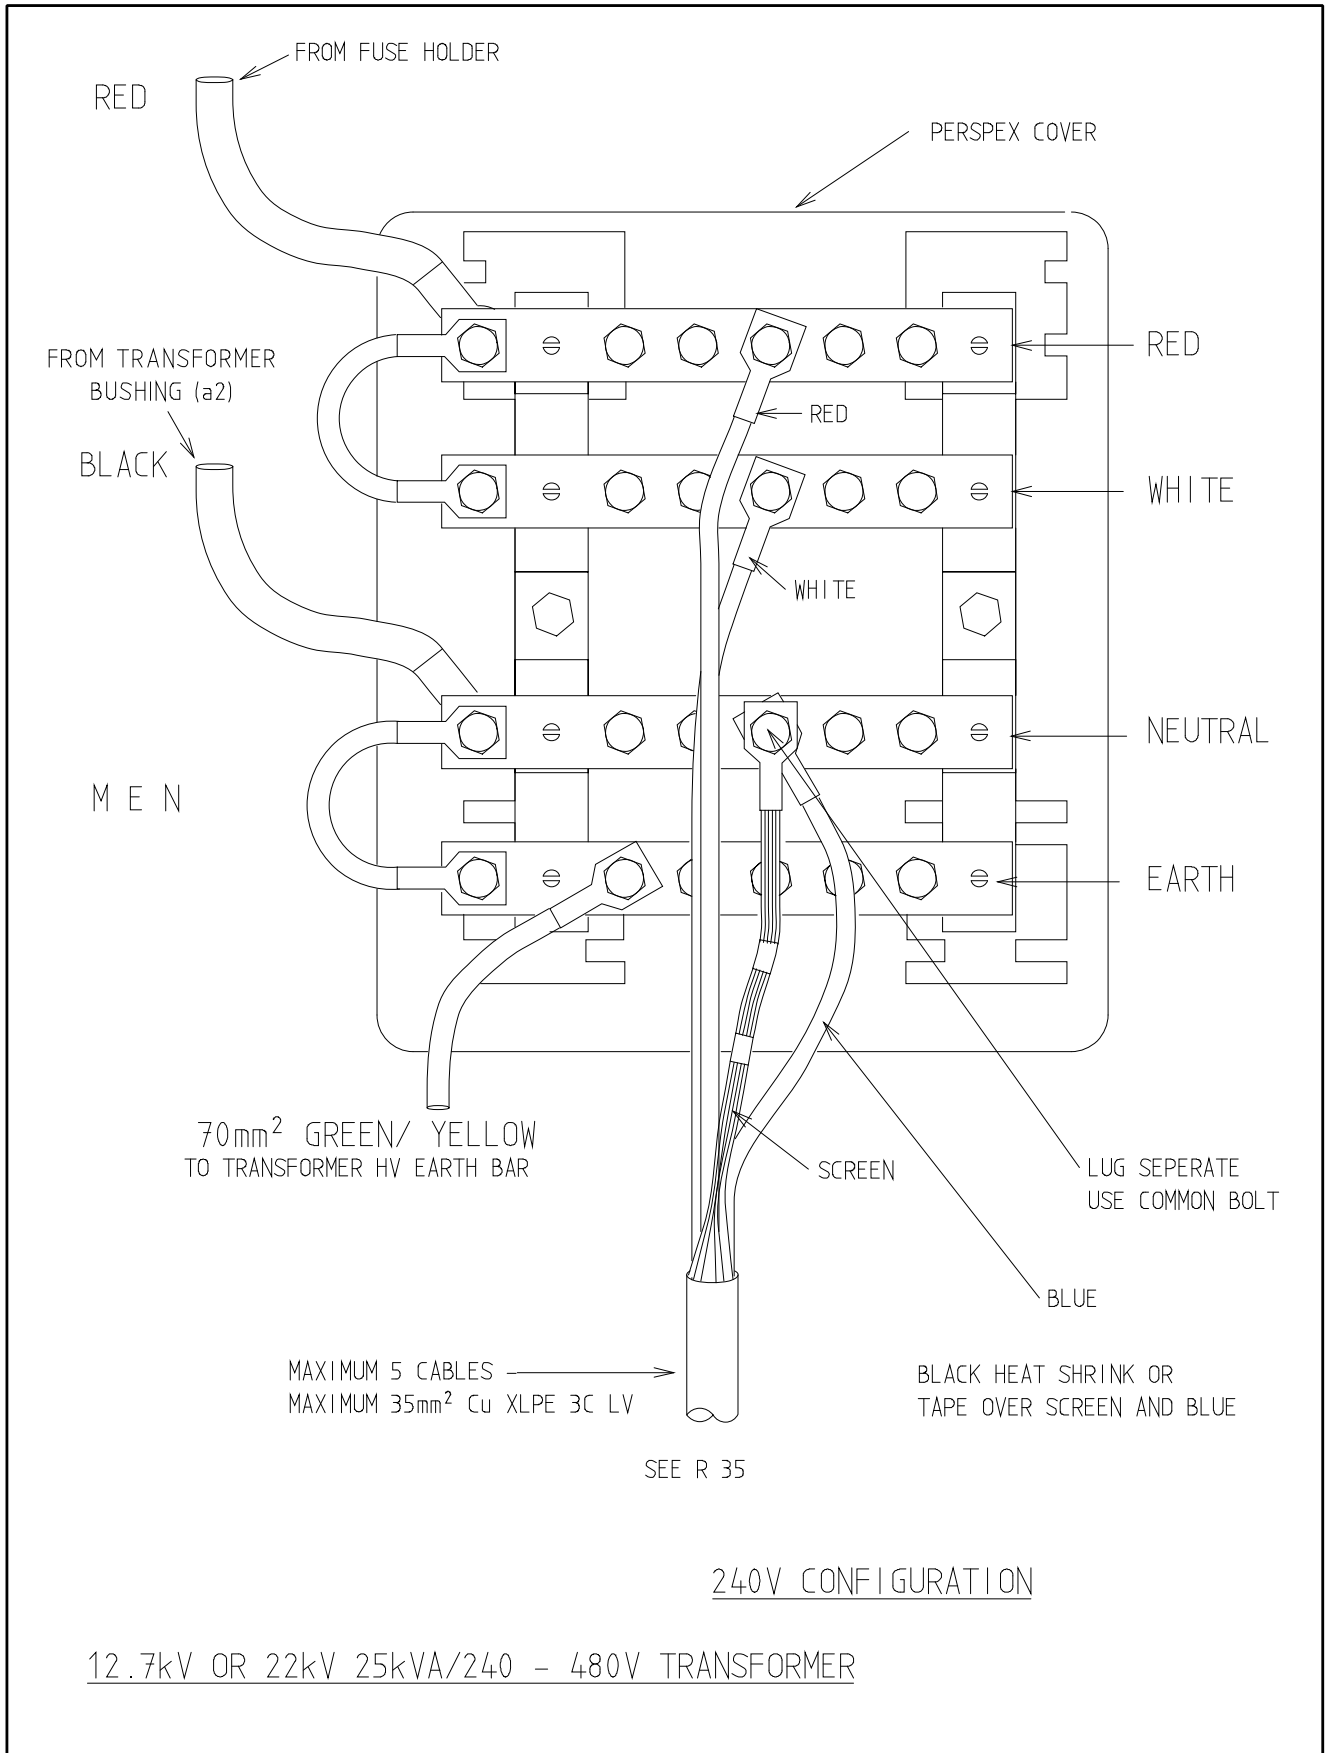 FROM FUSE HOLDER
RED
PERSPEX COVER
RED
FROM TRANSFORMER
BUSHING (a2)
RED
BLACK
WHITE
WHITE
NEUTRAL
M E N
EARTH
70mm² GREEN/ YELLOW
TO TRANSFORMER HV EARTH BAR
SCREEN
LUG SEPERATE
USE COMMON BOLT
BLUE
MAXIMUM 5 CABLES
MAXIMUM 35mm² Cu XLPE 3C LV
BLACK HEAT SHRINK OR
TAPE OVER SCREEN AND BLUE
SEE R 35
240V CONFIGURATION
12.7kV OR 22kV 25kVA/240 - 480V TRANSFORMER